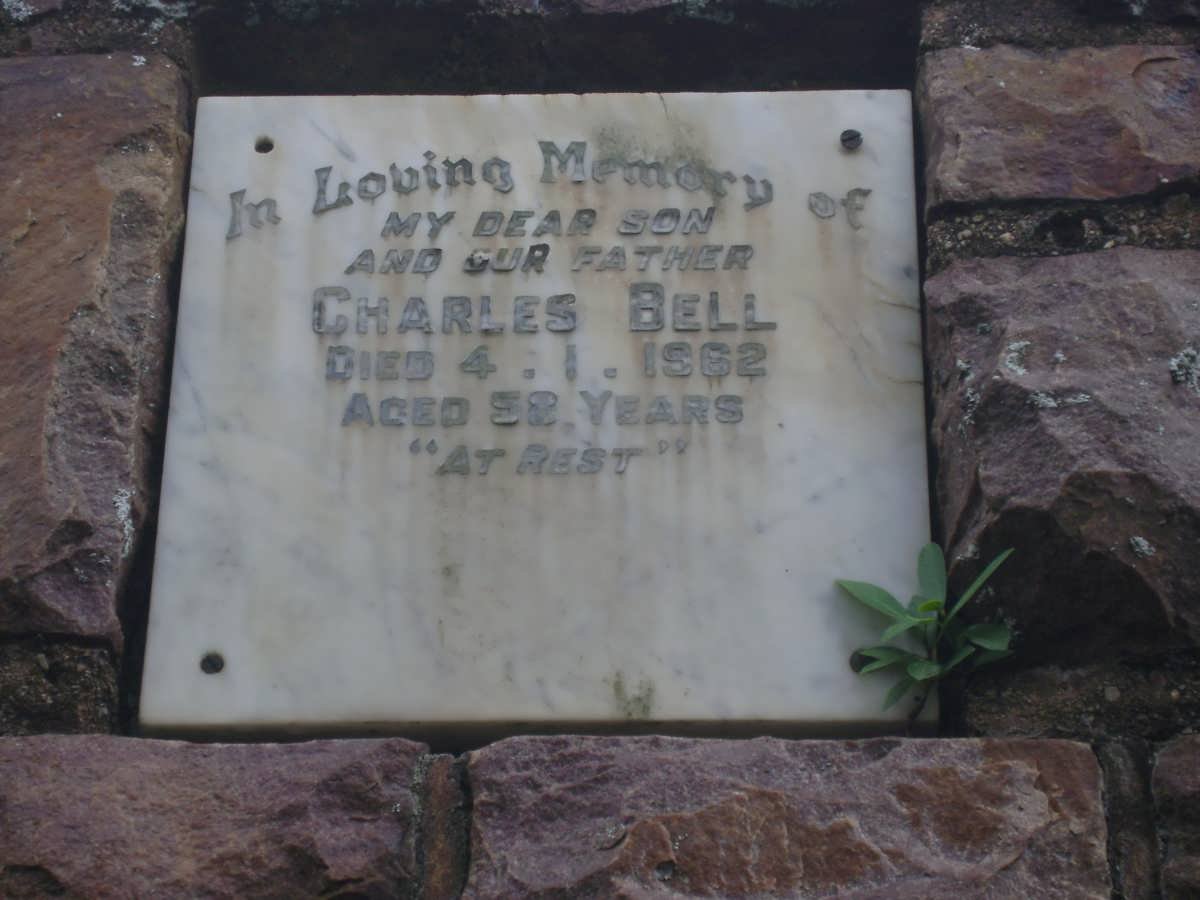 In Loving Memory of
MY DEAR SON
AND OUR FATHER
CHARLES BELL
DIED 4.1.1962
AGED 58 YEARS
"AT REST"